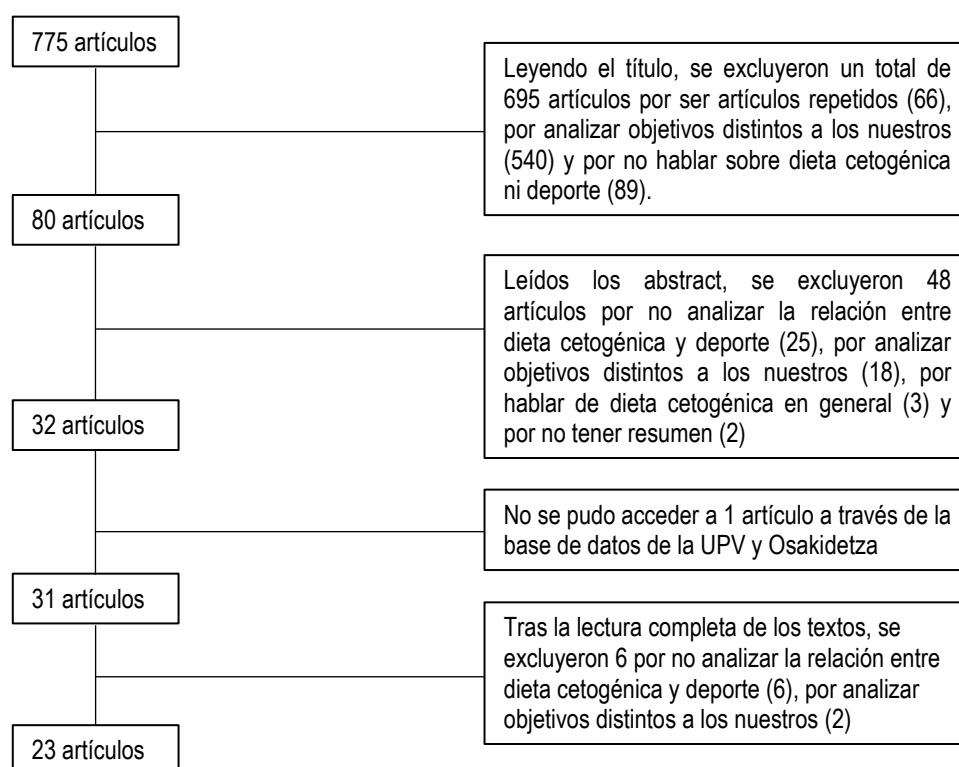 775 artículos
Leyendo el título, se excluyeron un total de
695 artículos por ser artículos repetidos (66),
por analizar objetivos distintos a los nuestros
(540) y por no hablar sobre dieta cetogénica
ni deporte (89).
80 artículos
Leídos los abstract, se excluyeron 48
artículos por no analizar la relación entre
dieta cetogénica y deporte (25), por analizar
objetivos distintos a los nuestros (18), por
hablar de dieta cetogénica en general (3) y
por no tener resumen (2)
32 artículos
No se pudo acceder a 1 artículo a través de la
base de datos de la UPV y Osakidetza
31 artículos
Tras la lectura completa de los textos, se
excluyeron 6 por no analizar la relación entre
dieta cetogénica y deporte (6), por analizar
objetivos distintos a los nuestros (2)
23 artículos